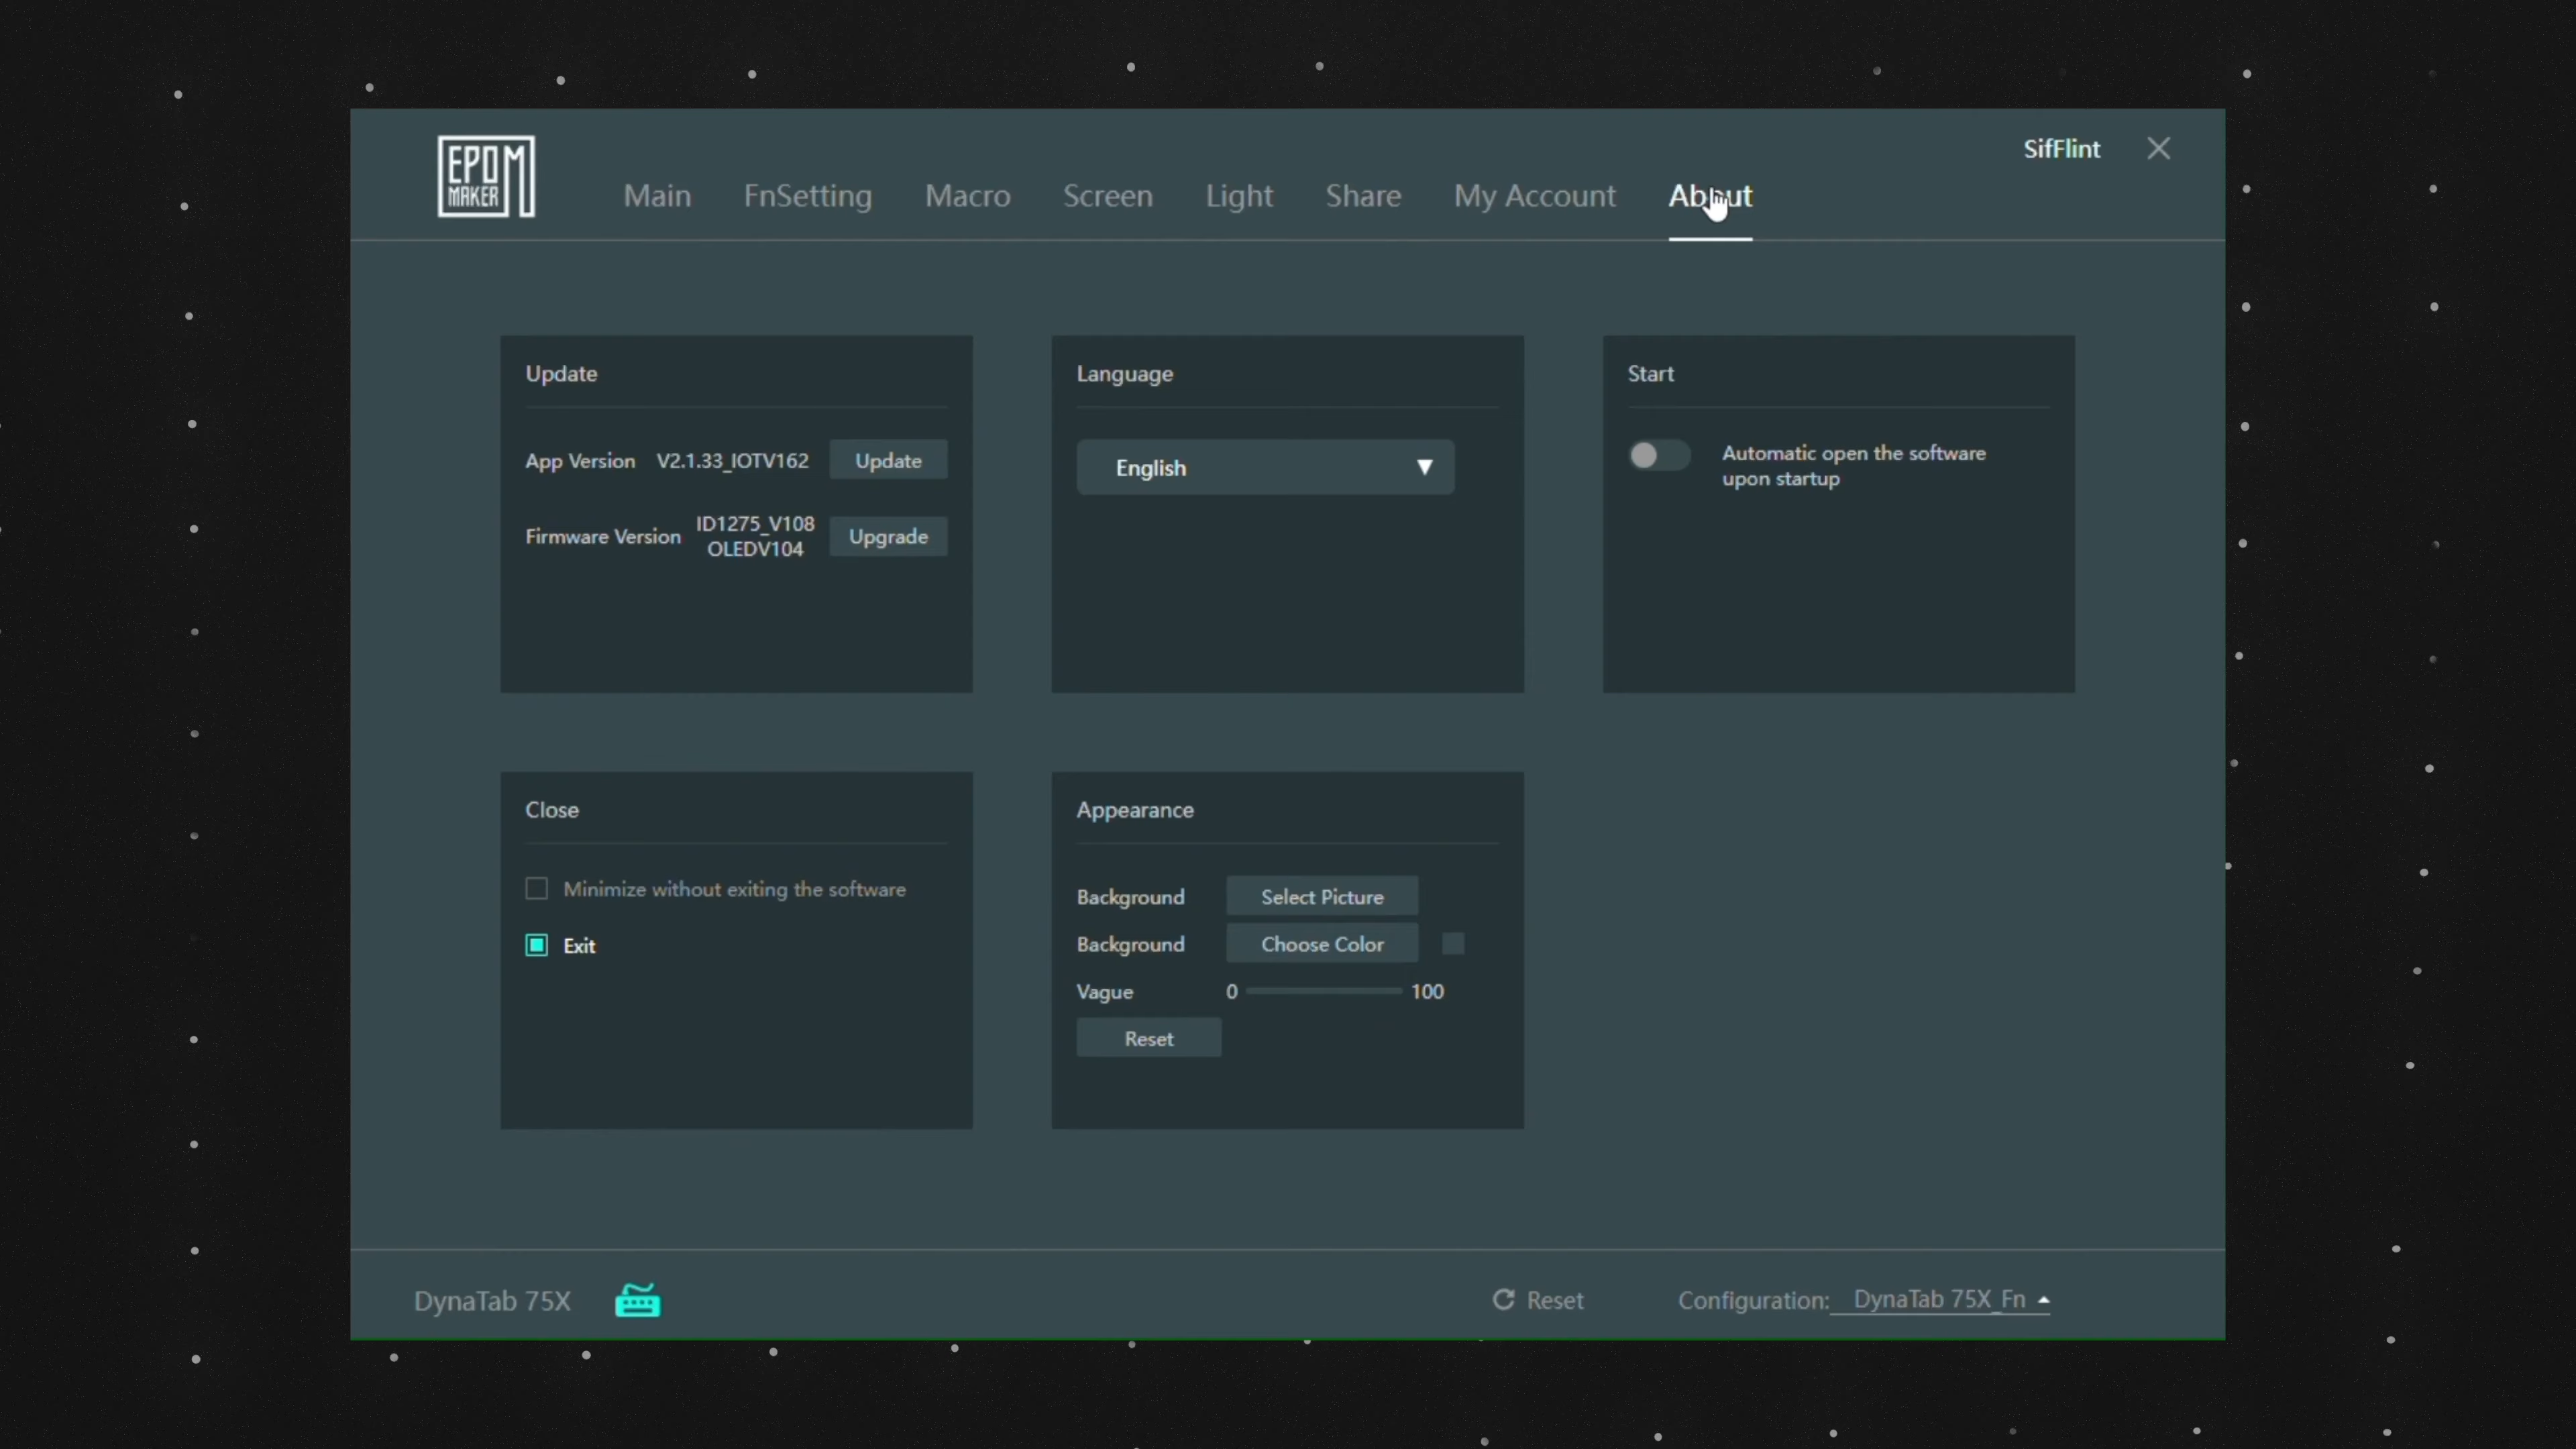 EPO M
MAKER
SifFlint
Main FnSetting Macro Screen Light Share My Account About
Update
App Version V2.1.33_IOTV162 Update
Firmware Version ID1275_V108
OLEDV104 Upgrade
Language
English
Start
Automatic open the software
upon startup
Close
Minimize without exiting the software
Exit
Appearance
Background Select Picture
Background Choose Color
Vague 0 100
Reset
DynaTab 75X
Reset
Configuration: DynaTab 75X_Fn